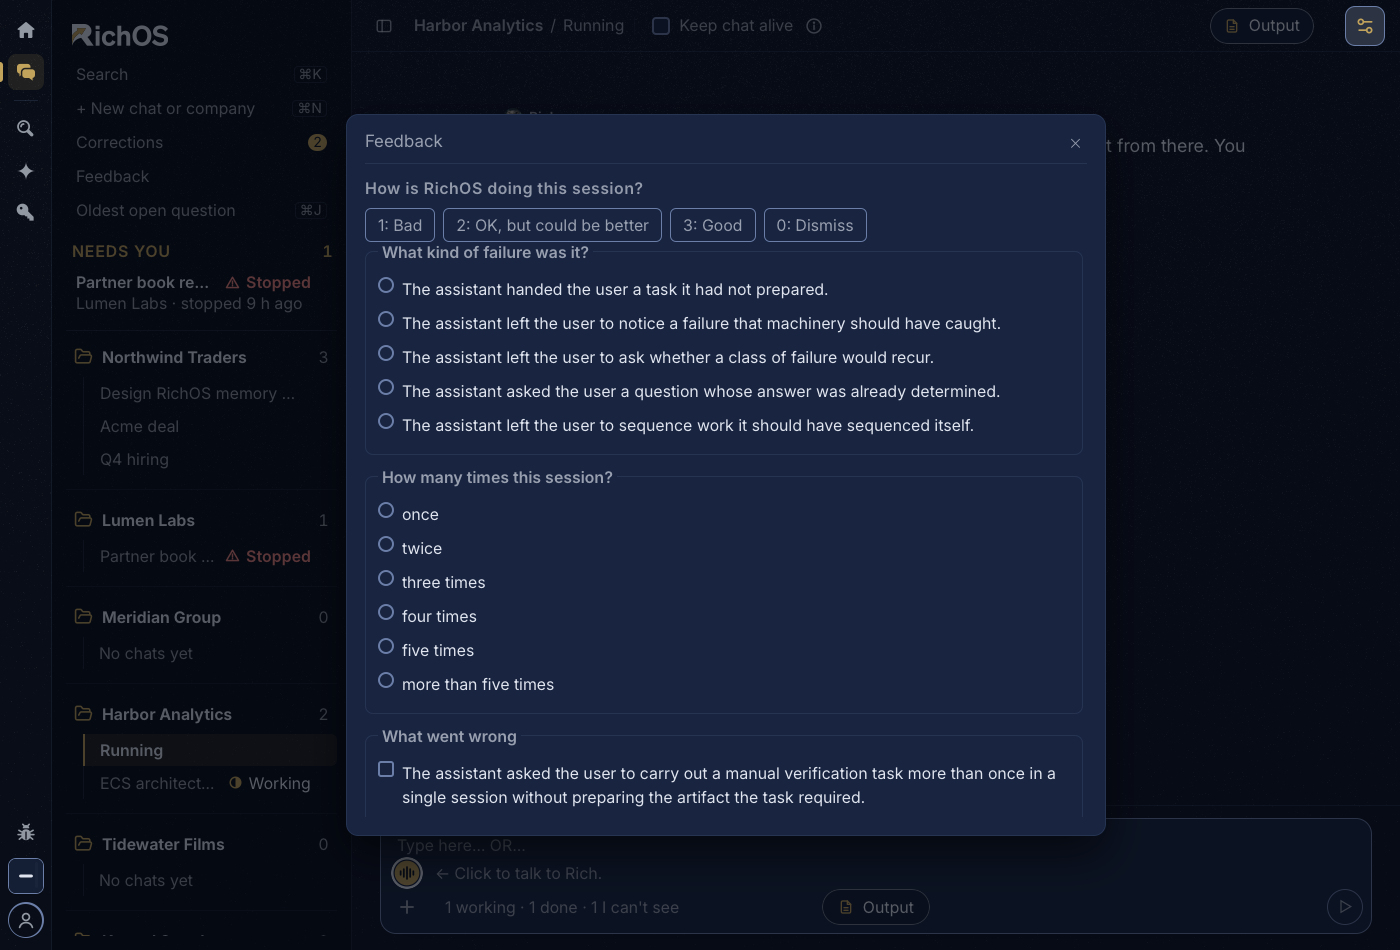 RichOS
Search ⌘K
+ New chat or company ⌘N
Corrections 2
Feedback
Oldest open question ⌘J
NEEDS YOU 1
Partner book re... Stopped
Lumen Labs · stopped 9 h ago
Northwind Traders 3
Design RichOS memory ...
Acme deal
Q4 hiring
Lumen Labs 1
Partner book ... Stopped
Meridian Group 0
No chats yet
Harbor Analytics 2
Running
ECS architect... Working
Tidewater Films 0
No chats yet
Harbor Analytics / Running Keep chat alive Output
t from there. You
Feedback
How is RichOS doing this session?
1: Bad 2: OK, but could be better 3: Good 0: Dismiss
What kind of failure was it?
The assistant handed the user a task it had not prepared.
The assistant left the user to notice a failure that machinery should have caught.
The assistant left the user to ask whether a class of failure would recur.
The assistant asked the user a question whose answer was already determined.
The assistant left the user to sequence work it should have sequenced itself.
How many times this session?
once
twice
three times
four times
five times
more than five times
What went wrong
The assistant asked the user to carry out a manual verification task more than once in a
single session without preparing the artifact the task required.
Type here... OR...
← Click to talk to Rich.
1 working · 1 done · 1 I can't see Output